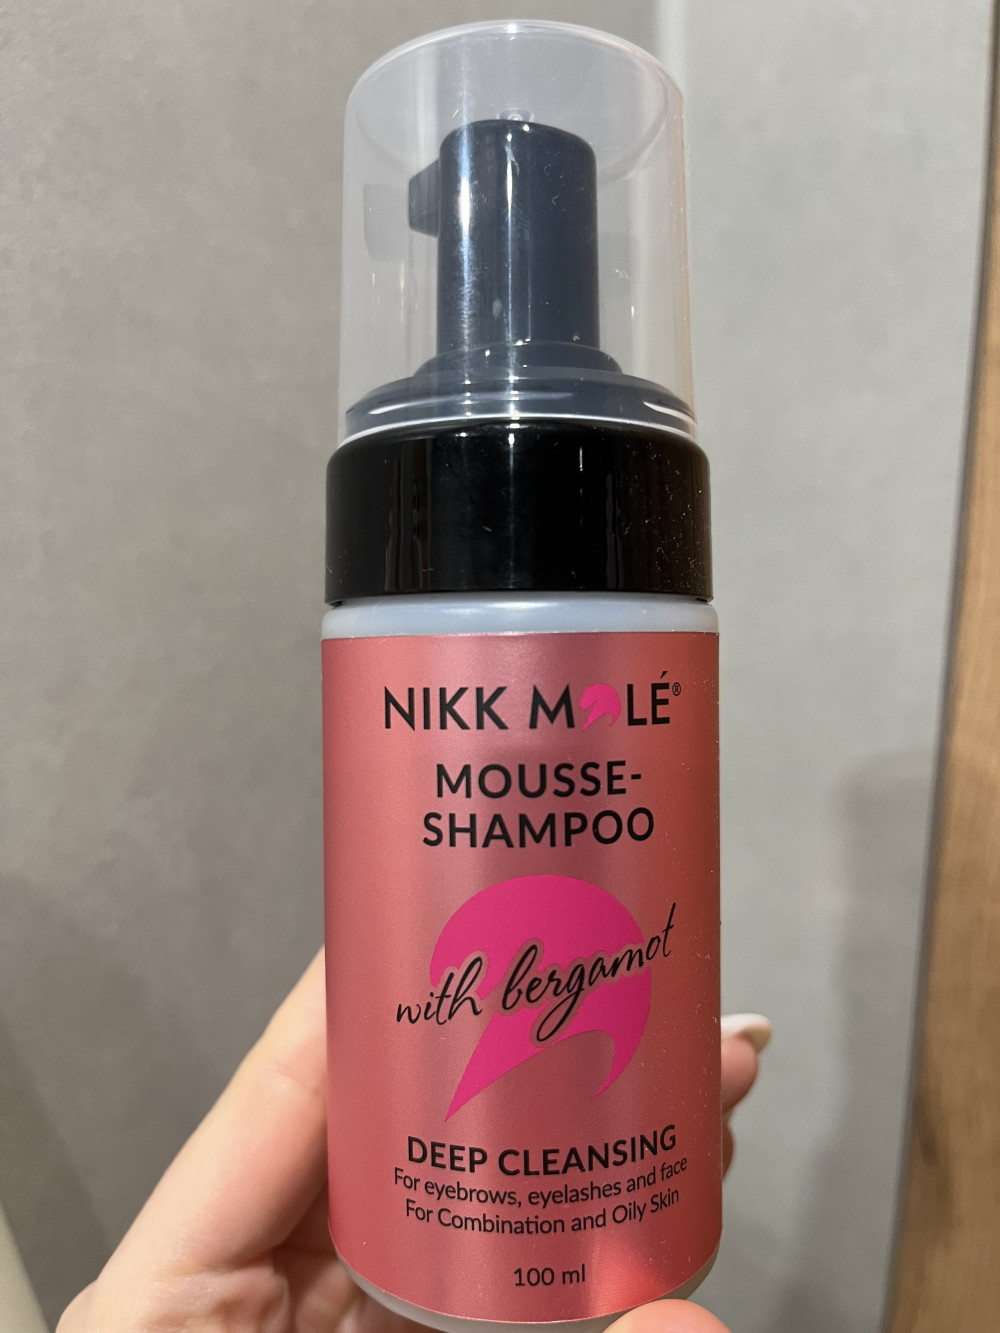 NIKK MOLÉ®
MOUSSE-
SHAMPOO
with bergamot
DEEP CLEANSING
For eyebrows, eyelashes and face
For Combination and Oily Skin
100 ml